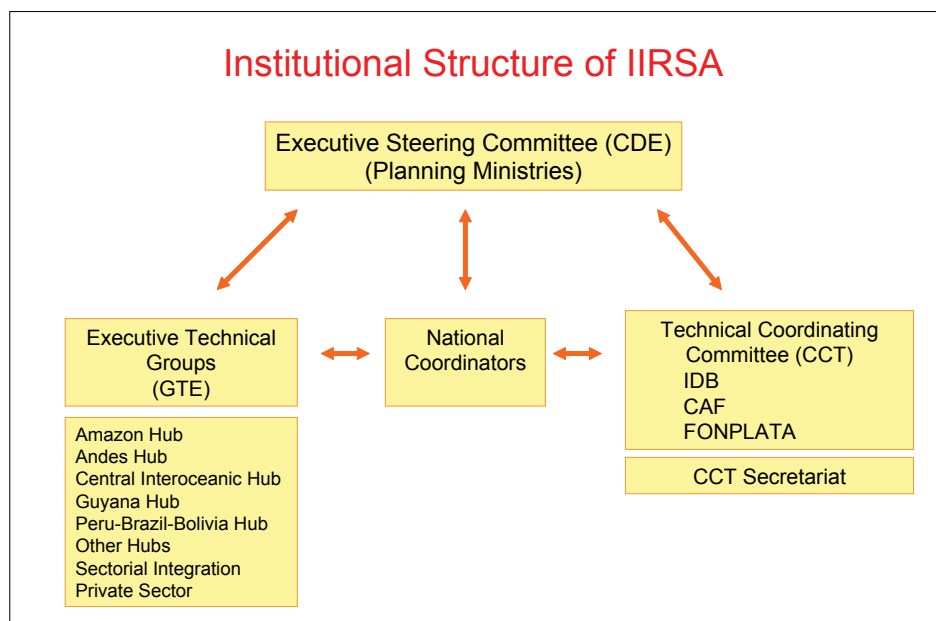 Institutional Structure of IIRSA
Executive Steering Committee (CDE)
(Planning Ministries)
Executive Technical
Groups
(GTE)
National
Coordinators
Technical Coordinating
Committee (CCT)
IDB
CAF
FONPLATA
CCT Secretariat
Amazon Hub
Andes Hub
Central Interoceanic Hub
Guyana Hub
Peru-Brazil-Bolivia Hub
Other Hubs
Sectorial Integration
Private Sector